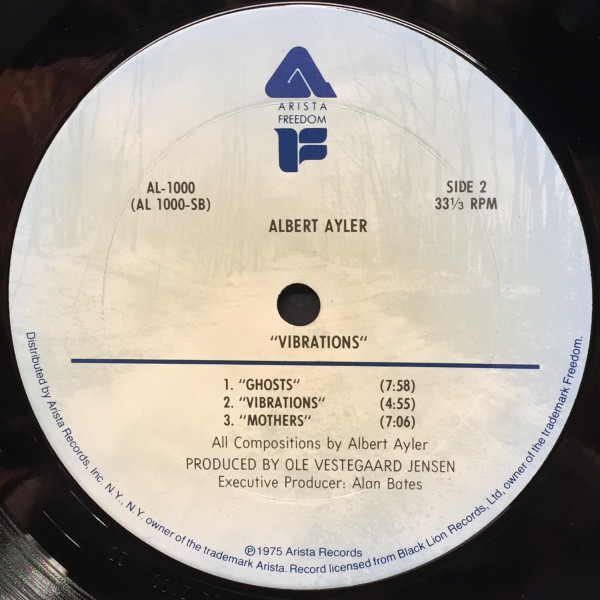 ARISTA
FREEDOM
AL-1000
(AL 1000-SB)
SIDE 2
33⅓ RPM
ALBERT AYLER
"VIBRATIONS"
1. "GHOSTS" (7:58)
2. "VIBRATIONS" (4:55)
3. "MOTHERS" (7:06)
All Compositions by Albert Ayler
PRODUCED BY OLE VESTEGAARD JENSEN
Executive Producer: Alan Bates
℗1975 Arista Records
Distributed by Arista Records, Inc. N.Y., N.Y. owner of the trademark Arista. Record licensed from Black Lion Records, Ltd, owner of the trademark Freedom.